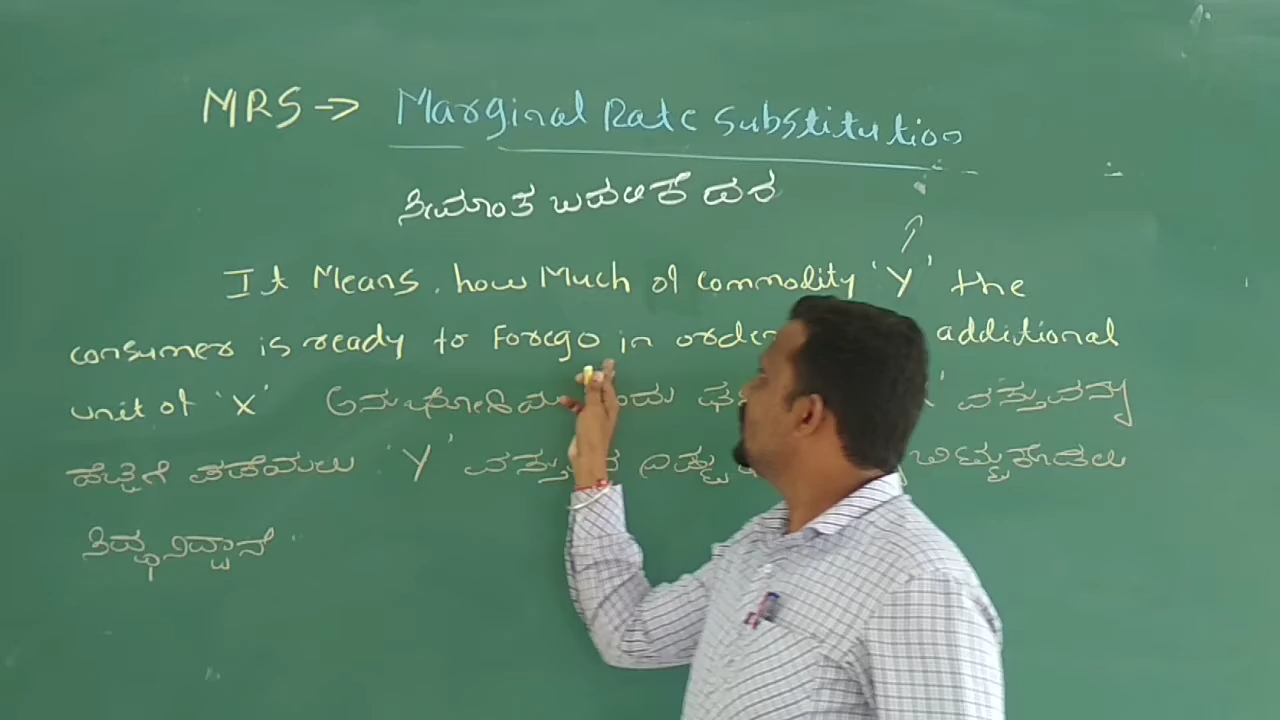 MRS → Marginal Rate Substitution
ಸೀಮಾಂತ ಬದಲಿಕೆ ದರ
It Means. how Much of commodity 'Y' the
consumer is ready to Forego in additional
unit of 'X' ಅನುಭೋಗಿಯು ವಸ್ತುವನ್ನು
ಹೆಚ್ಚಿಗೆ ಪಡೆಯಲು 'Y' ಬಿಟ್ಟುಕೊಡಲು
ಸಿದ್ಧನಿದ್ದಾನೆ